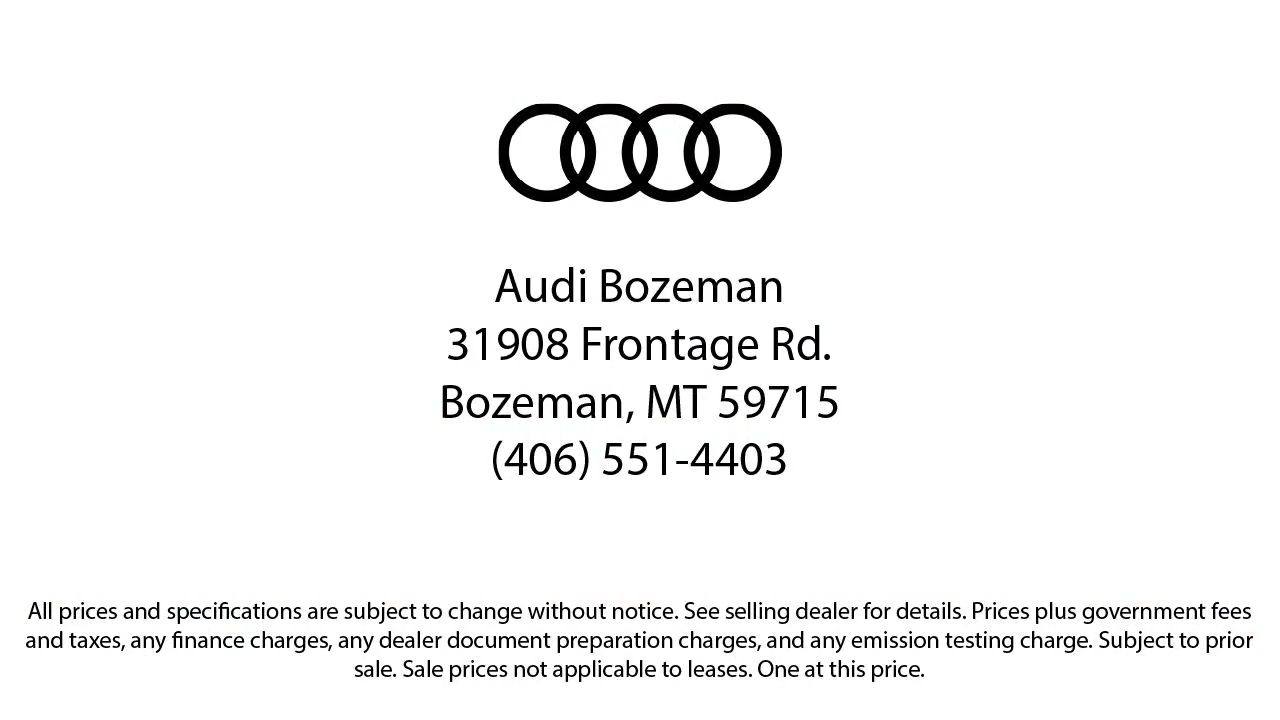 Audi Bozeman
31908 Frontage Rd.
Bozeman, MT 59715
(406) 551-4403
All prices and specifications are subject to change without notice. See selling dealer for details. Prices plus government fees
and taxes, any finance charges, any dealer document preparation charges, and any emission testing charge. Subject to prior
sale. Sale prices not applicable to leases. One at this price.